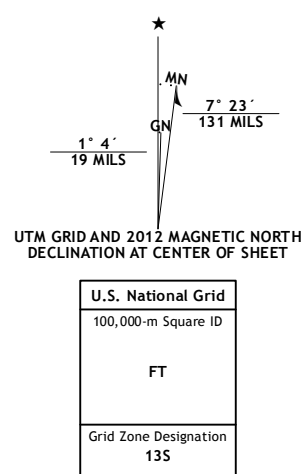 MN
GN
7° 23´
131 MILS
1° 4´
19 MILS
UTM GRID AND 2012 MAGNETIC NORTH
DECLINATION AT CENTER OF SHEET
U.S. National Grid
100,000-m Square ID
FT
Grid Zone Designation
13S